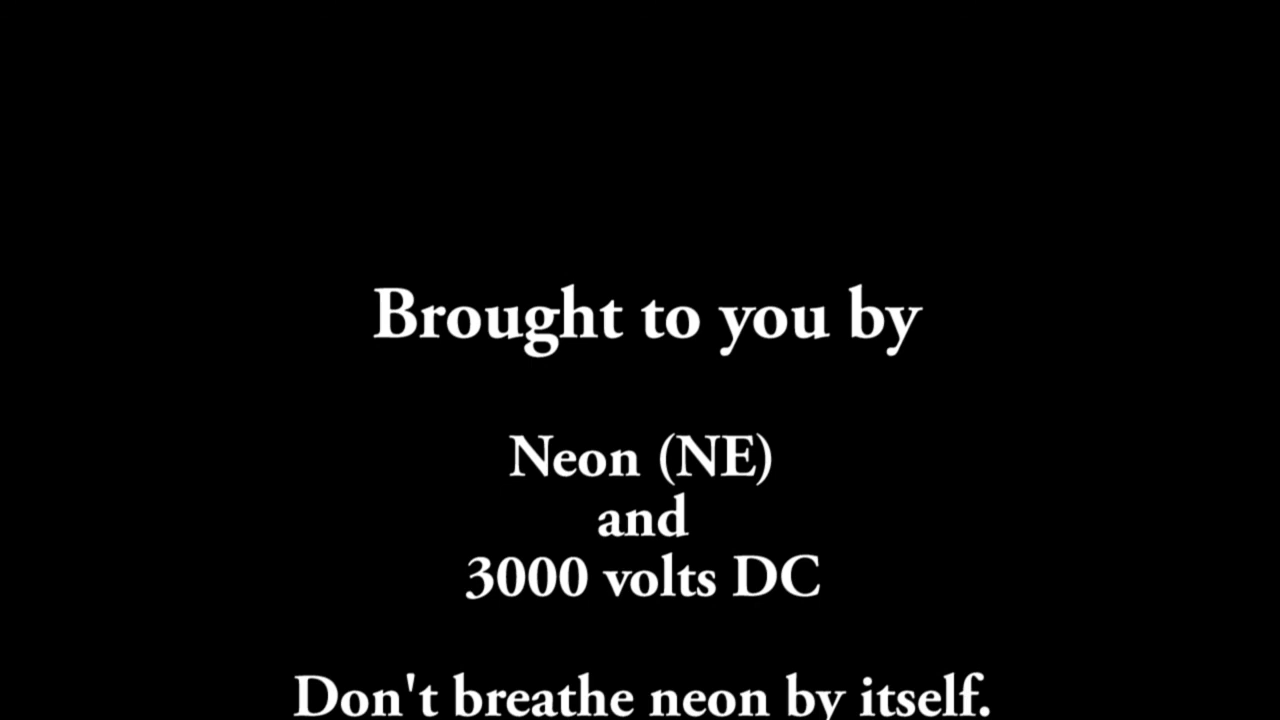 Brought to you by
Neon (NE)
and
3000 volts DC
Don't breathe neon by itself.